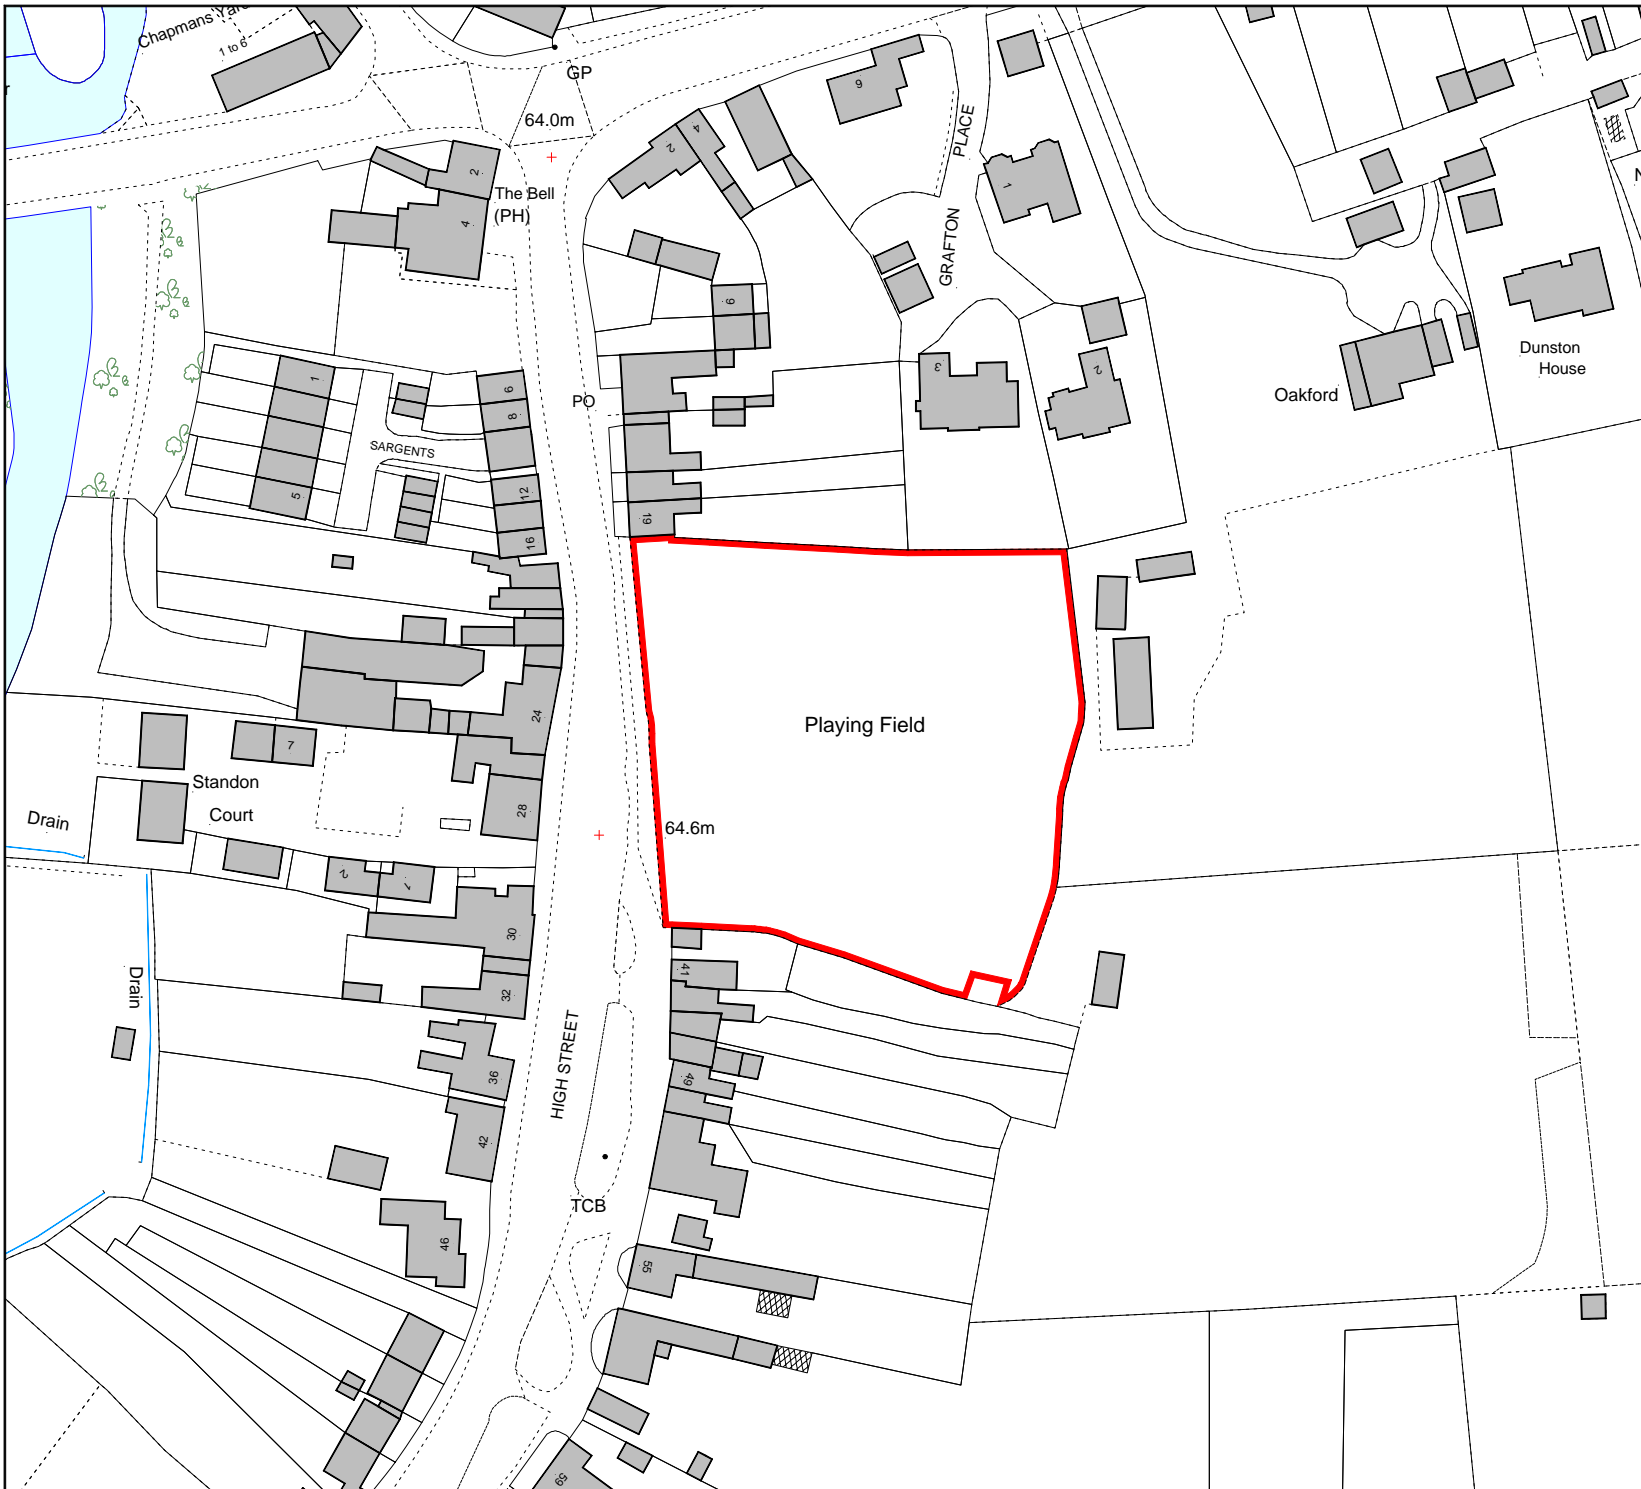 Chapmans Yard
1 to 6
GP
64.0m
2
4
6
PLACE
1
2
The Bell
(PH)
4
GRAFTON
9
Dunston
House
Oakford
1
6
8
PO
3
2
SARGENTS
5
12
16
19
Playing Field
24
7
Standon
Court
28
Drain
64.6m
2
1
30
32
41
Drain
HIGH STREET
36
49
42
TCB
46
55
59